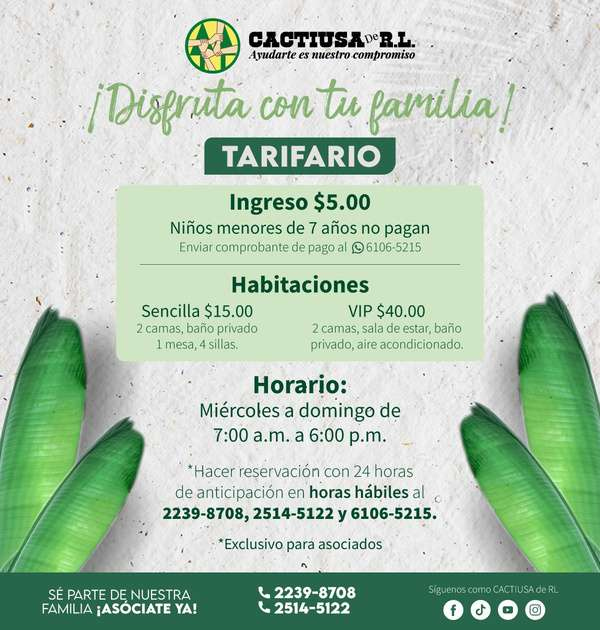 CACTIUSA De R.L.
Ayudarte es nuestro compromiso
¡Disfruta con tu familia!
TARIFARIO
Ingreso $5.00
Niños menores de 7 años no pagan
Enviar comprobante de pago al 6106-5215
Habitaciones
Sencilla $15.00
2 camas, baño privado
1 mesa, 4 sillas.
VIP $40.00
2 camas, sala de estar, baño
privado, aire acondicionado.
Horario:
Miércoles a domingo de
7:00 a.m. a 6:00 p.m.
*Hacer reservación con 24 horas
de anticipación en horas hábiles al
2239-8708, 2514-5122 y 6106-5215.
*Exclusivo para asociados
SÉ PARTE DE NUESTRA
FAMILIA ¡ASÓCIATE YA!
2239-8708
2514-5122
Síguenos como CACTIUSA de RL